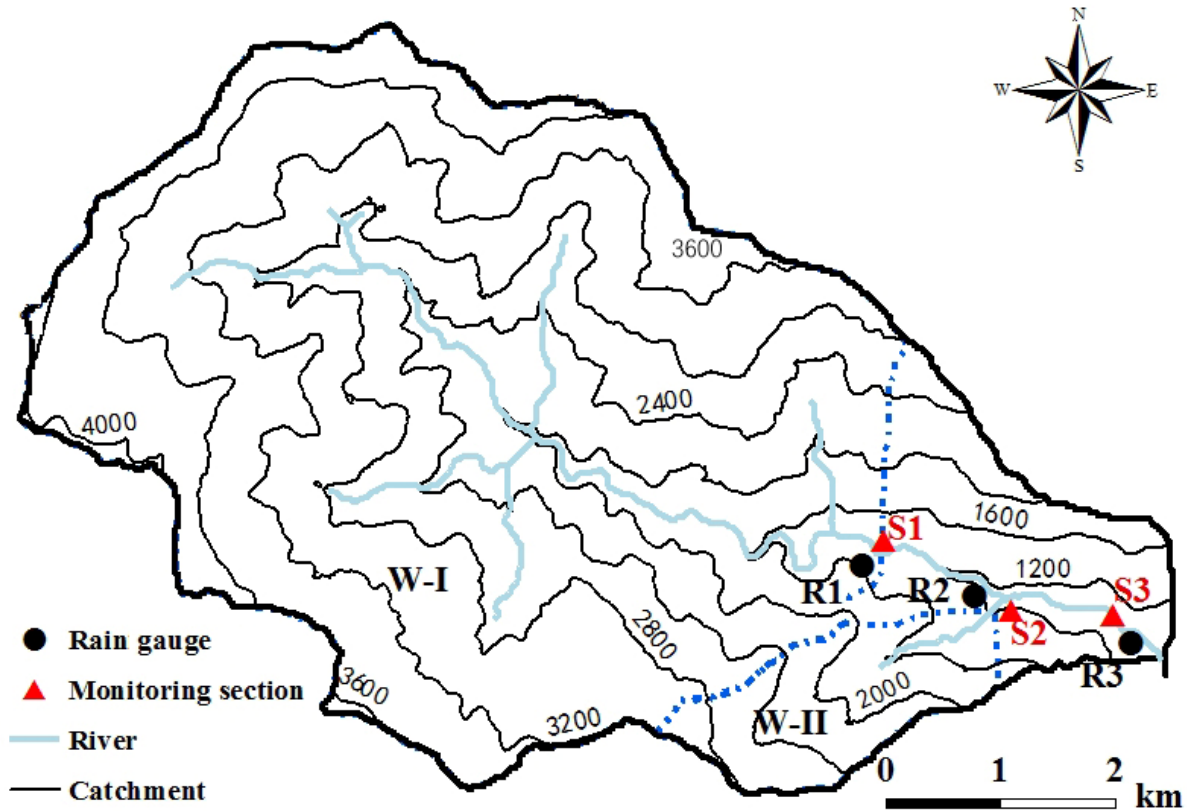 N
W E
S
3600
4000
2400
1600
S1
W-I
R1
R2
1200
S3
S2
R3
2800
3600
3200
W-II
2000
Rain gauge
Monitoring section
River
Catchment
0 1 2
km